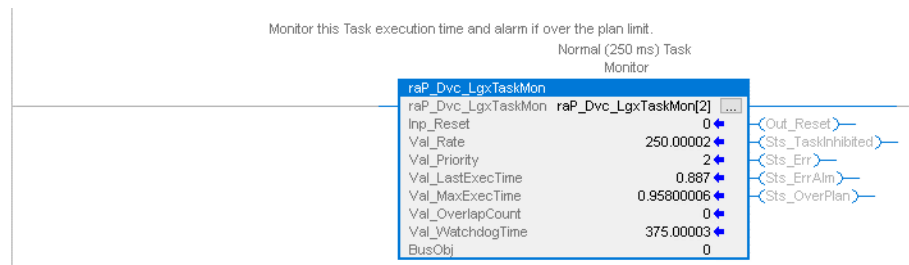 Monitor this Task execution time and alarm if over the plan limit.
Normal (250 ms) Task
Monitor
raP_Dvc_LgxTaskMon
raP_Dvc_LgxTaskMon raP_Dvc_LgxTaskMon[2] ...
Inp_Reset 0 Out_Reset
Val_Rate 250.00002 Sts_TaskInhibited
Val_Priority 2 Sts_Err
Val_LastExecTime 0.887 Sts_ErrAlm
Val_MaxExecTime 0.95800006 Sts_OverPlan
Val_OverlapCount 0
Val_WatchdogTime 375.00003
BusObj 0